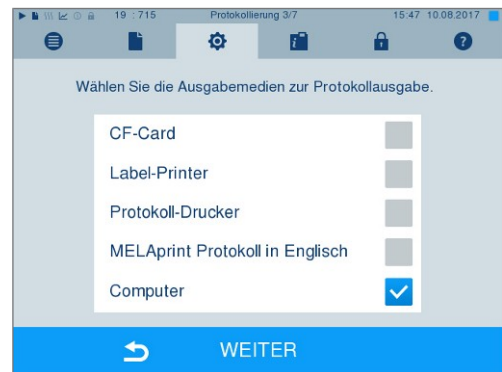 19 :715 Protokollierung 3/7 15:47 10.08.2017
Wählen Sie die Ausgabemedien zur Protokollausgabe.
CF-Card
Label-Printer
Protokoll-Drucker
MELAprint Protokoll in Englisch
Computer
WEITER